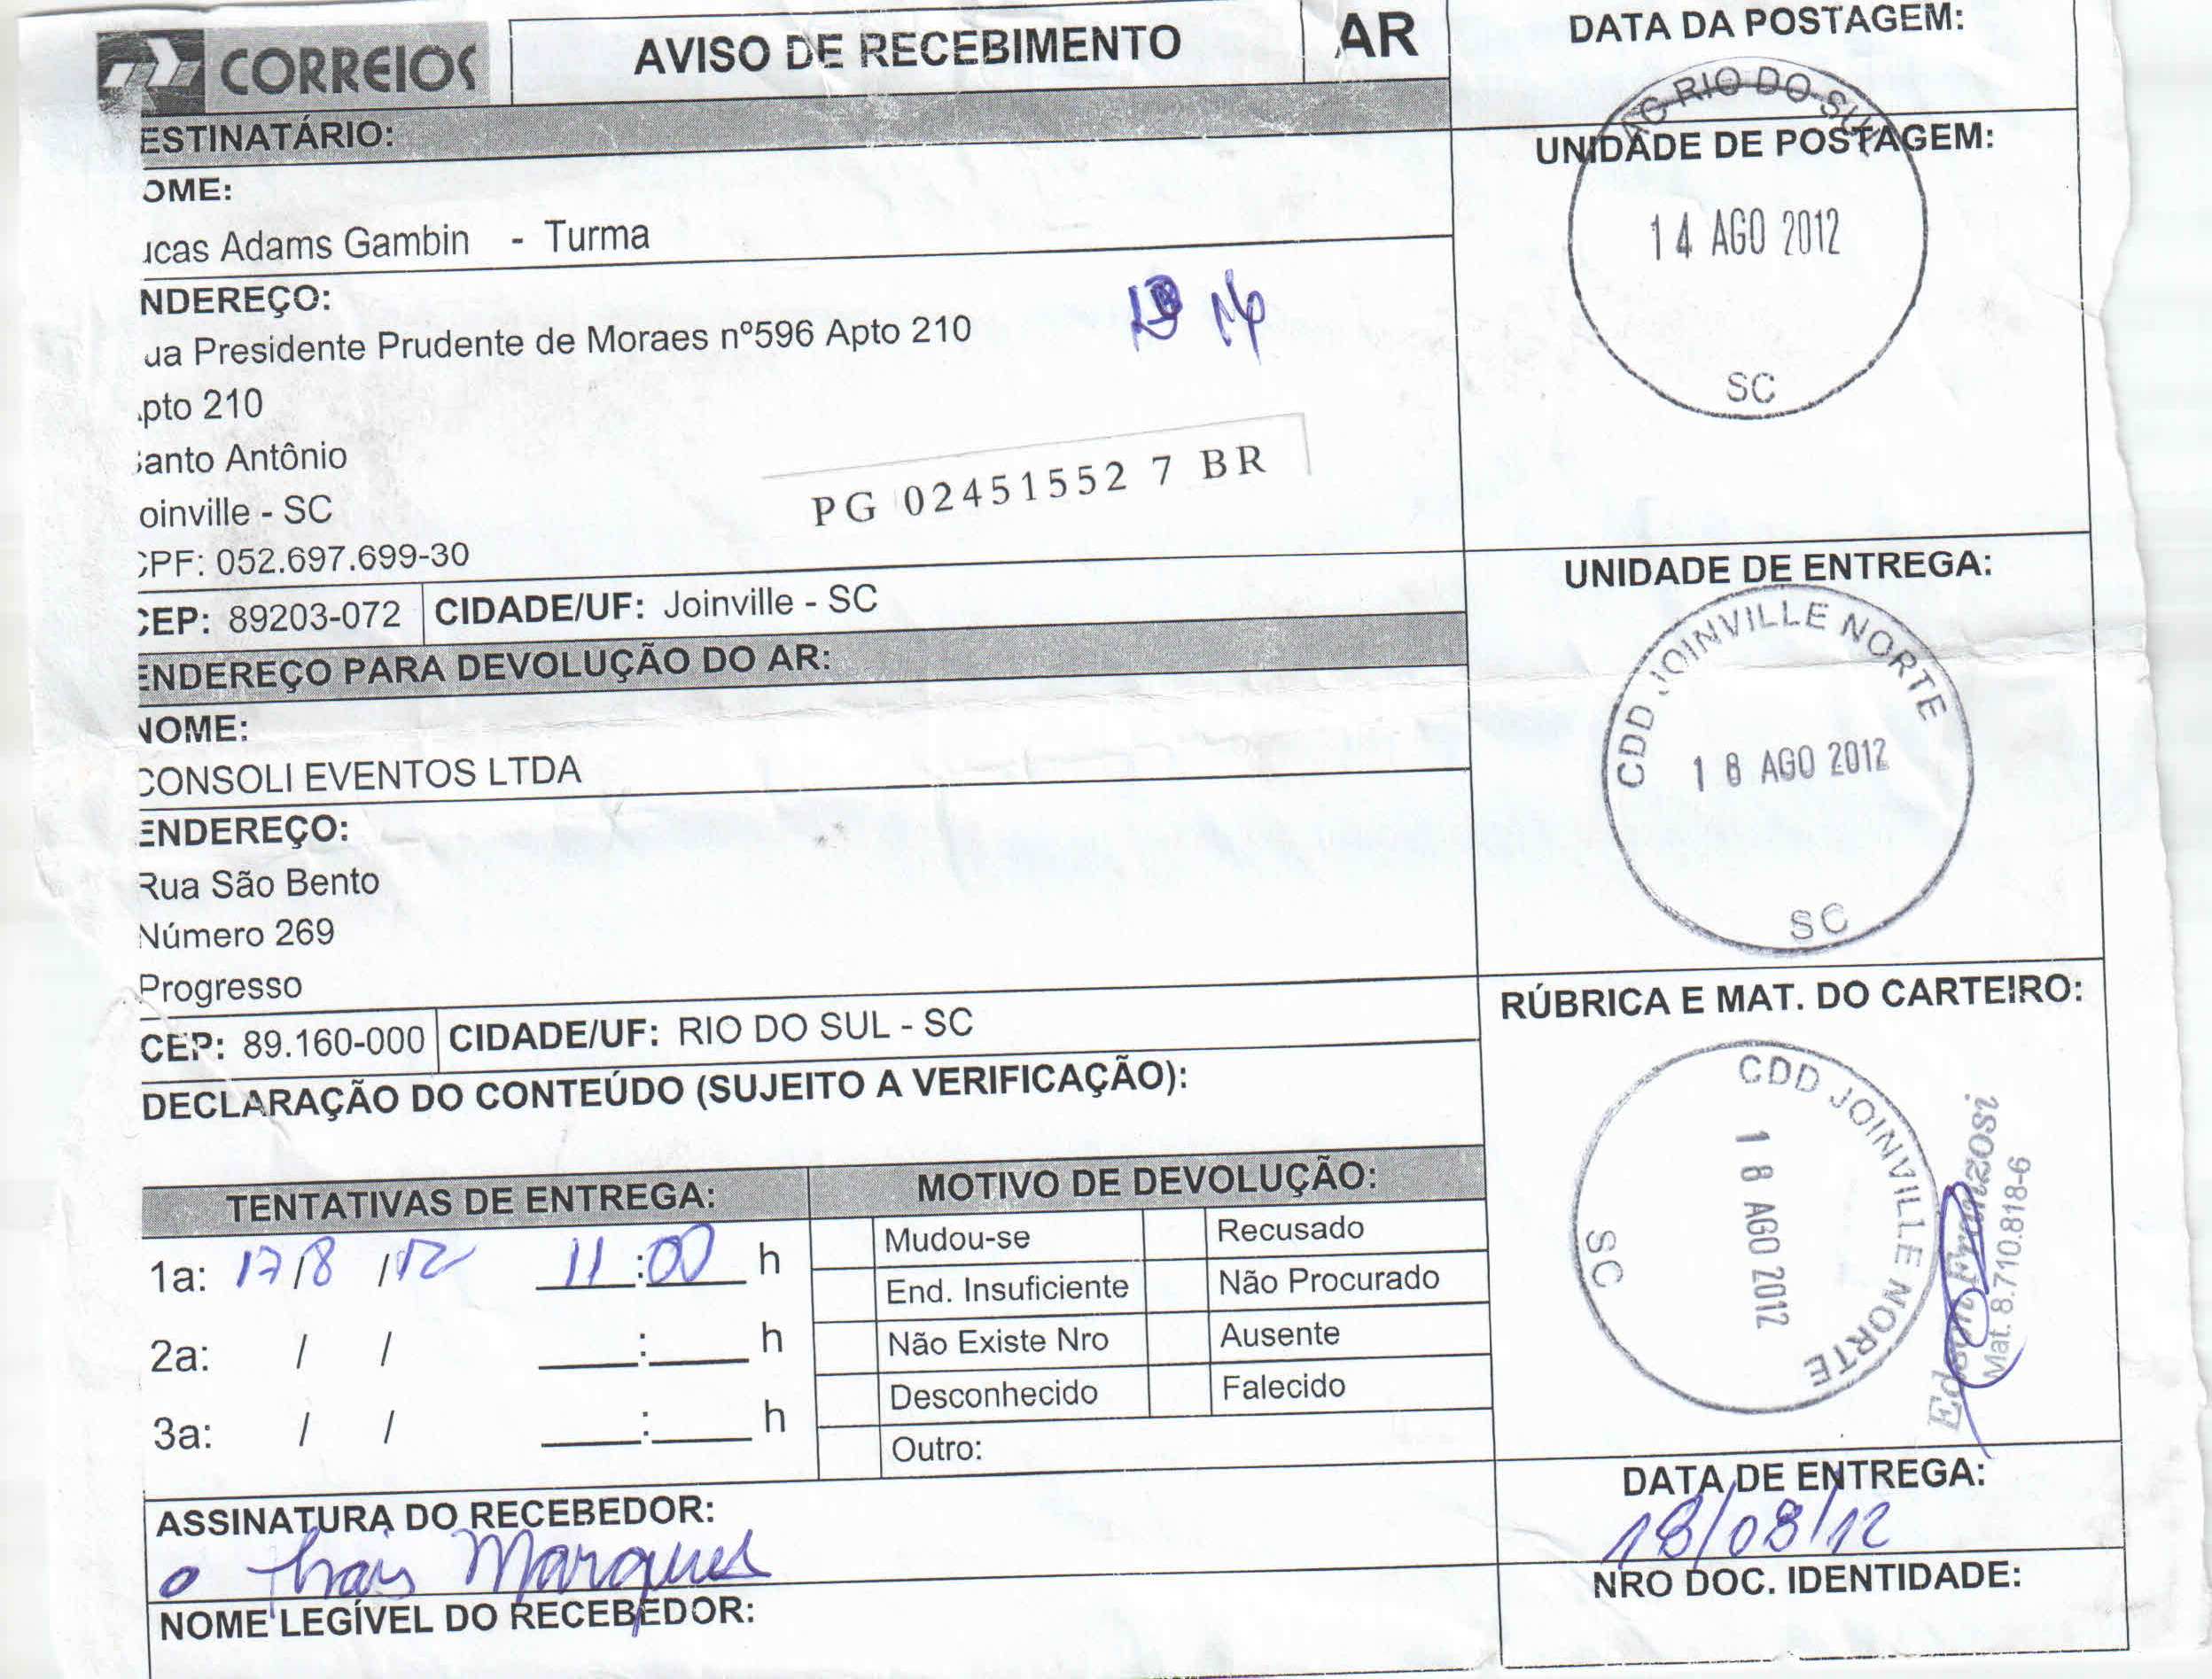 CORREIOS
AVISO DE RECEBIMENTO
AR
ESTINATÁRIO:
OME:
ucas Adams Gambin - Turma
NDEREÇO:
ua Presidente Prudente de Moraes nº596 Apto 210
pto 210
anto Antônio
oinville - SC
CPF: 052.697.699-30
PG 02451552 7 BR
CEP: 89203-072 CIDADE/UF: Joinville - SC
ENDEREÇO PARA DEVOLUÇÃO DO AR:
NOME:
CONSOLI EVENTOS LTDA
ENDEREÇO:
Rua São Bento
Número 269
Progresso
CEP: 89.160-000 CIDADE/UF: RIO DO SUL - SC
DECLARAÇÃO DO CONTEÚDO (SUJEITO A VERIFICAÇÃO):
TENTATIVAS DE ENTREGA:
1a: 17/8/12 11:00 h
2a: / / : h
3a: / / : h
MOTIVO DE DEVOLUÇÃO:
Mudou-se Recusado
End. Insuficiente Não Procurado
Não Existe Nro Ausente
Desconhecido Falecido
Outro:
ASSINATURA DO RECEBEDOR:
Thais Marques
NOME LEGÍVEL DO RECEBEDOR:
DATA DA POSTAGEM:
UNIDADE DE POSTAGEM:
AC RIO DO SUL
14 AGO 2012
SC
UNIDADE DE ENTREGA:
CDD JOINVILLE NORTE
18 AGO 2012
SC
RÚBRICA E MAT. DO CARTEIRO:
CDD JOINVILLE NORTE
18 AGO 2012
SC
Franzosi
Mat. 8.710.818-6
DATA DE ENTREGA:
18/08/12
NRO DOC. IDENTIDADE: